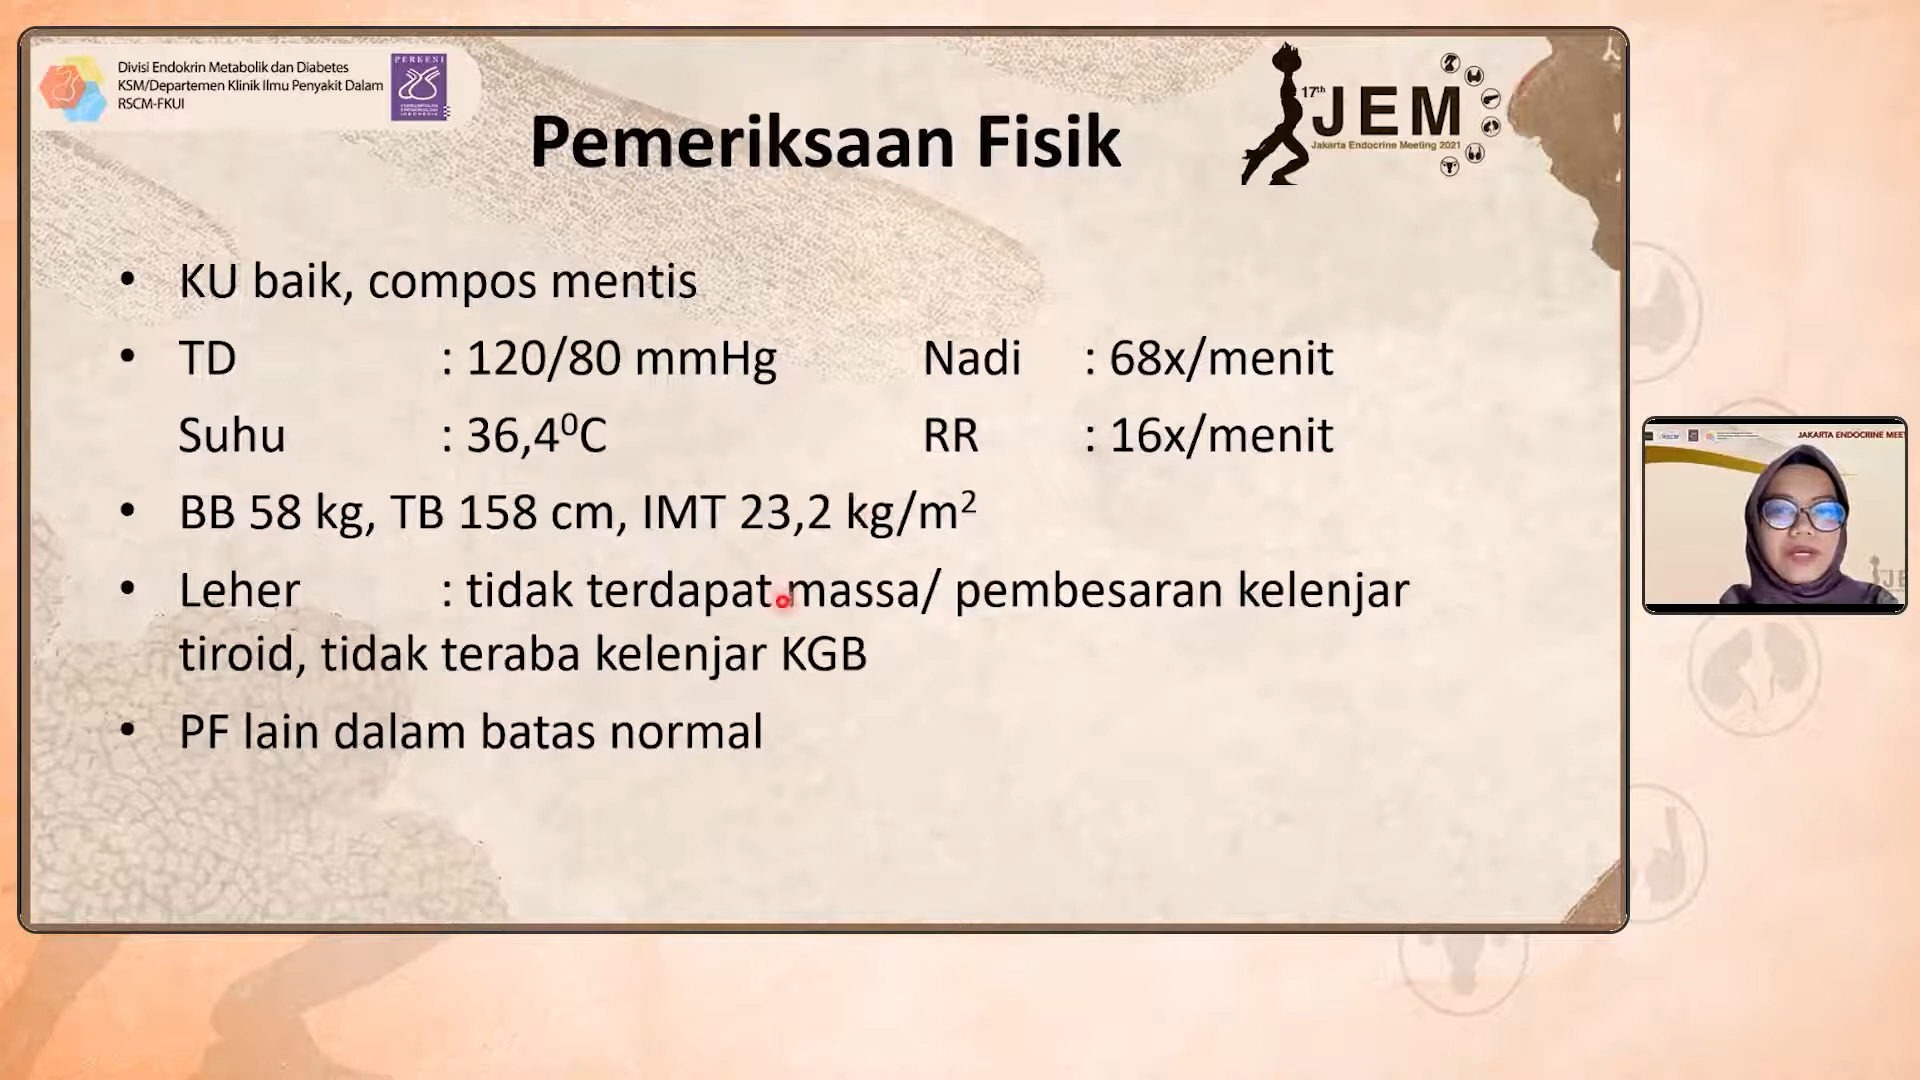 Divisi Endokrin Metabolik dan Diabetes
KSM/Departemen Klinik Ilmu Penyakit Dalam
RSCM-FKUI
PERKENI
17th
JEM
Jakarta Endocrine Meeting 2021
Pemeriksaan Fisik
• KU baik, compos mentis
• TD : 120/80 mmHg Nadi : 68x/menit
Suhu : 36,4⁰C RR : 16x/menit
• BB 58 kg, TB 158 cm, IMT 23,2 kg/m²
• Leher : tidak terdapat massa/ pembesaran kelenjar
tiroid, tidak teraba kelenjar KGB
• PF lain dalam batas normal
RSCM
JAKARTA ENDOCRINE MEE